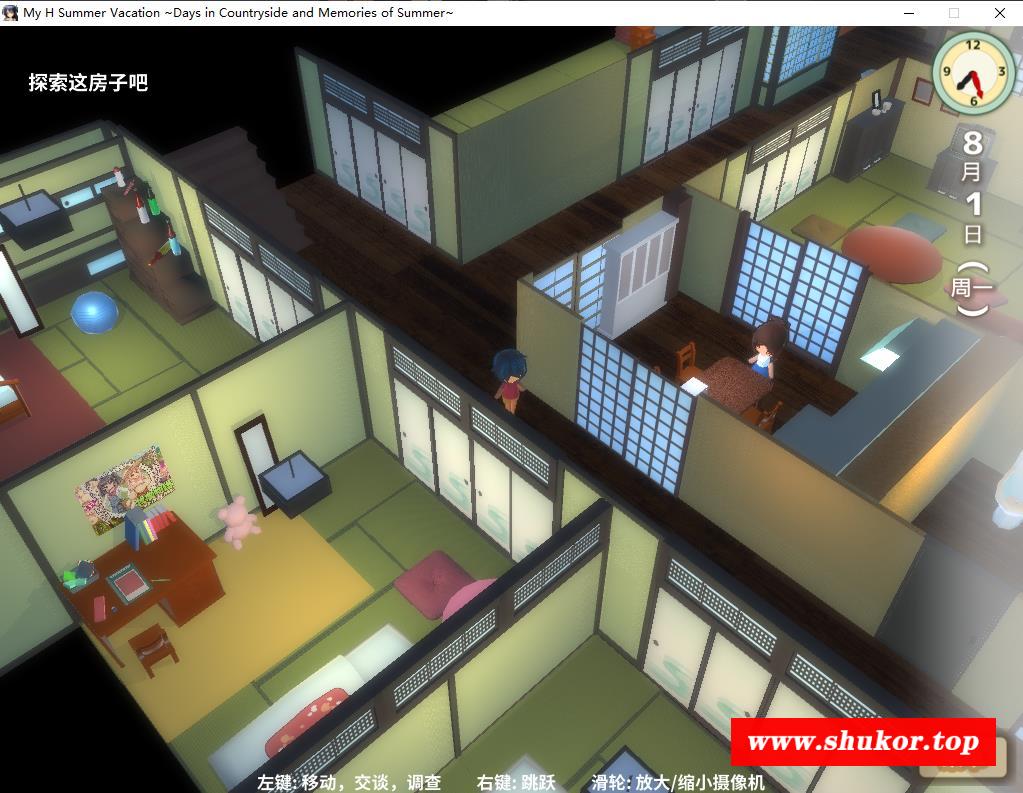 My H Summer Vacation ~Days in Countryside and Memories of Summer~
探索这房子吧
12
9
3
6
8
月
1
日
(周一)
www.shukor.top
左键: 移动，交谈，调查 右键: 跳跃 滑轮: 放大/缩小摄像机